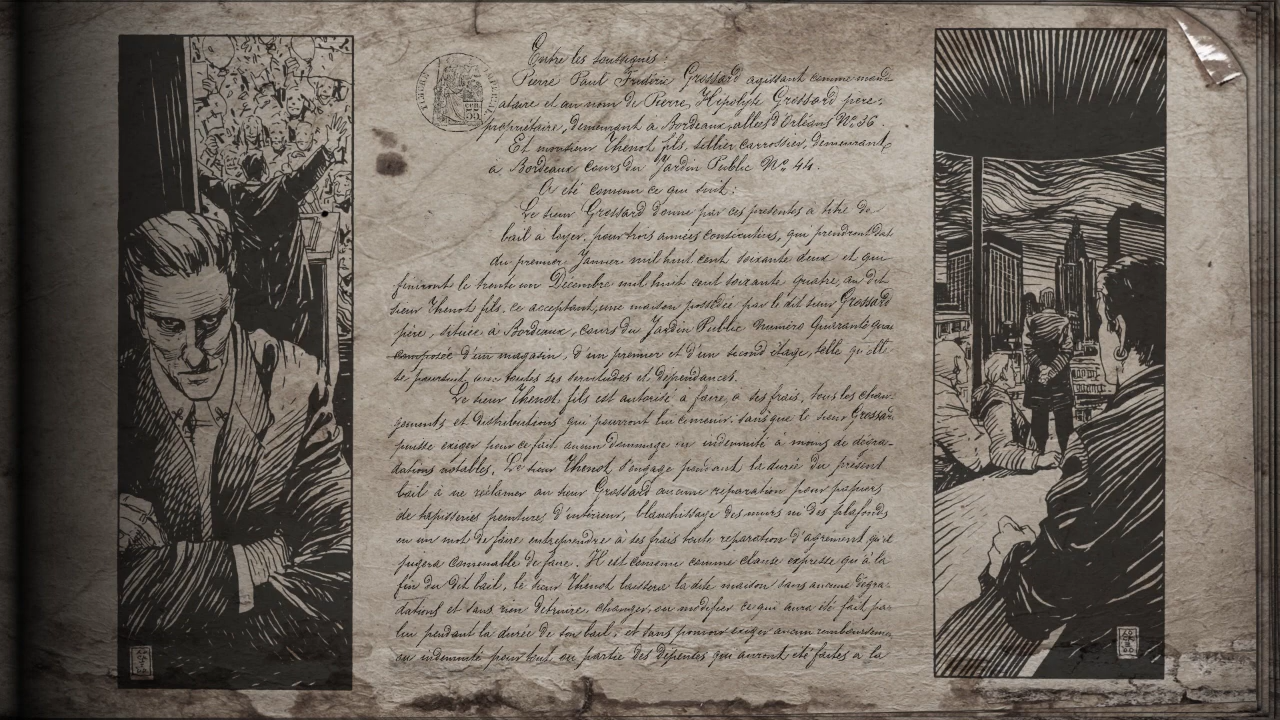 Entre les soussignés :
Pierre Paul Frédéric Gressard agissant comme manda
ataire et au nom de Pierre Hipolyte Gressard père,
propriétaire, demeurant à Bordeaux, allées d'Orléans No 36.
Et monsieur Thenot fils, sellier carrossier, demeurant
à Bordeaux cours du Jardin Public No 44.
A été convenu ce qui suit :
Le sieur Gressard donne par ces présentes à titre de
bail à loyer, pour trois années consécutives, qui prendront
du premier Janvier mil huit cent soixante deux et qui
finiront le trente un Décembre mil huit cent soixante quatre, au dit
sieur Thenot fils, ce acceptant, une maison possédée par le dit sieur Gressard
père, située à Bordeaux, cours du Jardin Public numéro Quarante
composée d'un magasin, d'un premier et d'un second étage, telle qu'elle
se poursuit avec toutes ses servitudes et dépendances.
Le sieur Thenot fils est autorisé à faire, à ses frais, tous les chan-
gements et distributions qui pourront lui convenir, sans que le sieur Gressard
puisse exiger pour ce fait aucun dommage ou indemnité à moins de dégra-
dations notables. Le sieur Thenot s'engage pendant la durée du présent
bail à ne réclamer au sieur Gressard aucune réparation pour papiers
de tapisseries peintures d'intérieur, blanchissage des murs ni des plafonds
en un mot de faire entreprendre à ses frais toute réparation d'agrément qu'il
jugera convenable de faire. Il est convenu comme clause expresse qu'à la
fin du dit bail, le sieur Thenot laissera la dite maison sans aucune dégra-
dations et sans rien détruire, changer, ou modifier ce qui aura été fait par
lui pendant la durée de son bail ; et sans pouvoir exiger aucun remboursement
ou indemnité pour tout ou partie des dépenses qui auront été faites à la